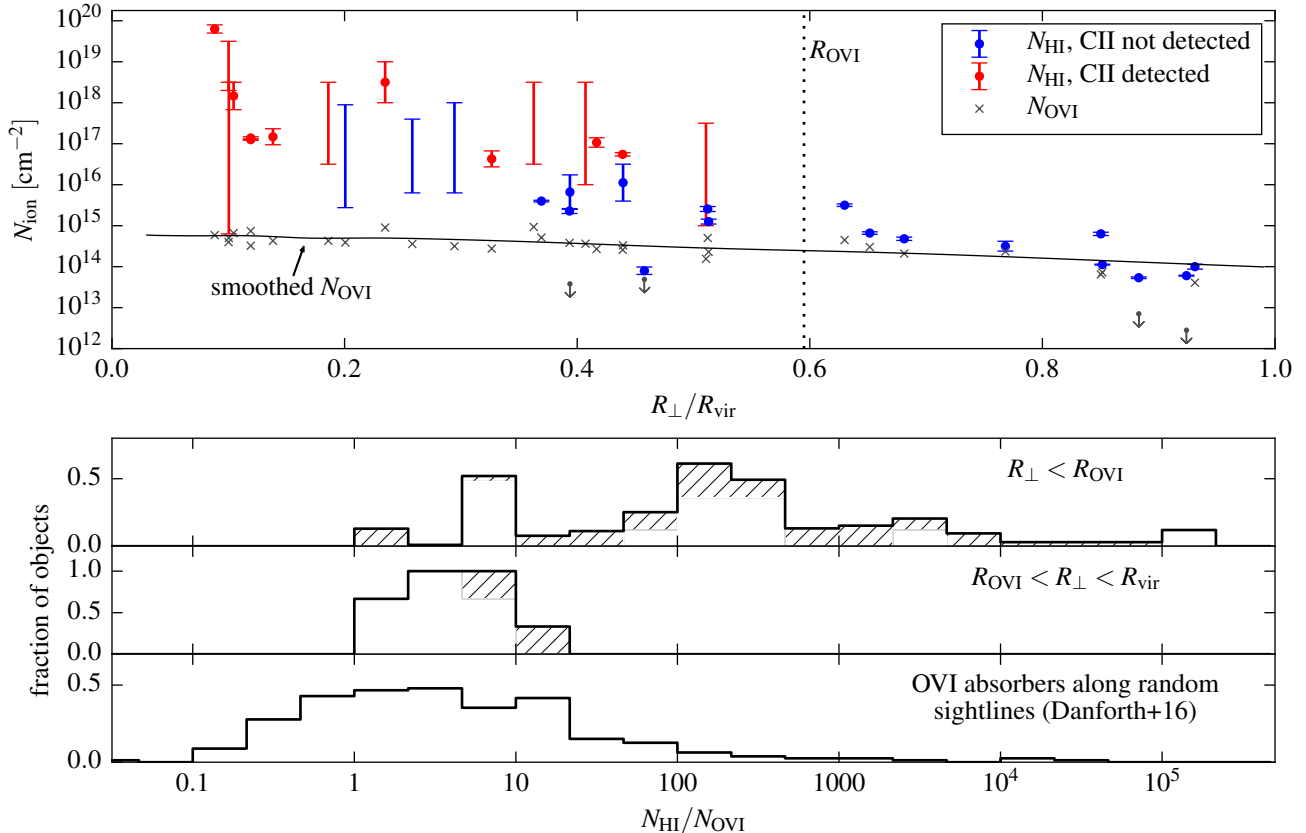 10^20
10^19
10^18
10^17
10^16
10^15
10^14
10^13
10^12
N_ion [cm^−2]
R_OVI
N_HI, CII not detected
N_HI, CII detected
N_OVI
smoothed N_OVI
0.0 0.2 0.4 0.6 0.8 1.0
R_⊥/R_vir
fraction of objects
0.5
0.0
R_⊥ < R_OVI
1.0
0.5
0.0
R_OVI < R_⊥ < R_vir
0.5
0.0
OVI absorbers along random
sightlines (Danforth+16)
0.1 1 10 100 1000 10^4 10^5
N_HI/N_OVI